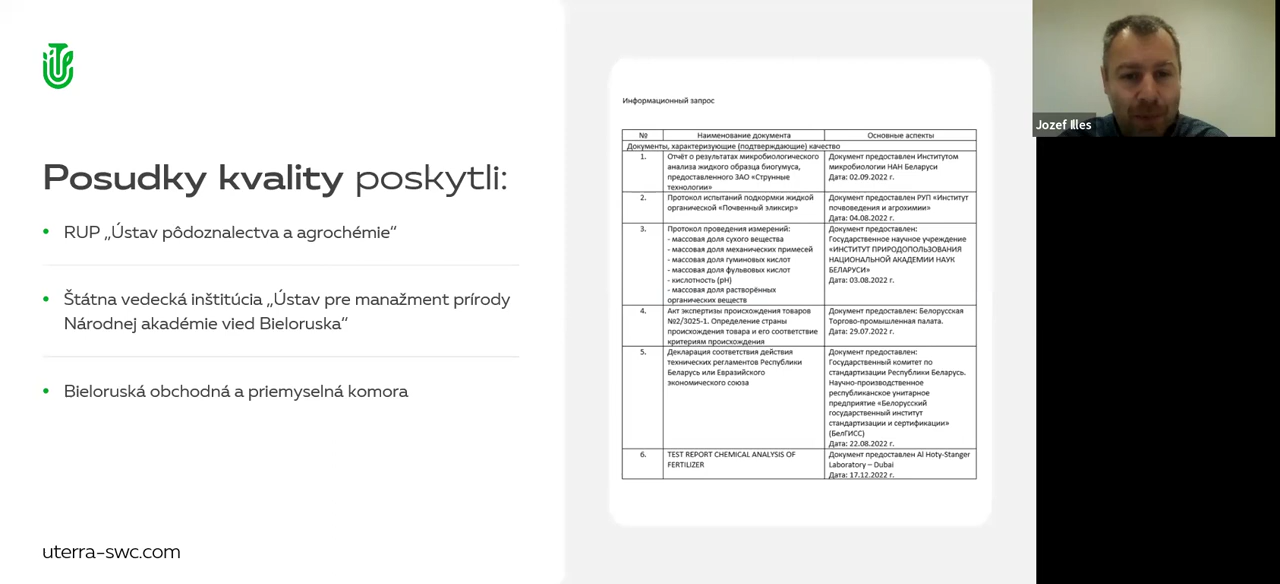 Posudky kvality poskytli:
• RUP „Ústav pôdoznalectva a agrochémie“
• Štátna vedecká inštitúcia „Ústav pre manažment prírody
Národnej akadémie vied Bieloruska“
• Bieloruská obchodná a priemyselná komora
uterra-swc.com
Информационный запрос
№ Наименование документа Основные аспекты
Документы, характеризующие (подтверждающие) качество
1. Отчёт о результатах микробиологического
анализа жидкого образца биогумуса,
предоставленного ЗАО «Струнные
технологии»
Документ предоставлен Институтом
микробиологии НАН Беларуси
Дата: 02.09.2022 г.
2. Протокол испытаний подкормки жидкой
органической «Почвенный эликсир»
Документ предоставлен РУП «Институт
почвоведения и агрохимии»
Дата: 04.08.2022 г.
3. Протокол проведения измерений:
- массовая доля сухого вещества
- массовая доля механических примесей
- массовая доля гуминовых кислот
- массовая доля фульвовых кислот
- кислотность (pH)
- массовая доля растворённых
органических веществ
Документ предоставлен:
Государственное научное учреждение
«ИНСТИТУТ ПРИРОДОПОЛЬЗОВАНИЯ
НАЦИОНАЛЬНОЙ АКАДЕМИИ НАУК
БЕЛАРУСИ»
Дата: 03.08.2022 г.
4. Акт экспертизы происхождения товаров
№2/3025-1. Определение страны
происхождения товара и его соответствие
критериям происхождения
Документ предоставлен: Белорусская
Торгово-промышленная палата.
Дата: 29.07.2022 г.
5. Декларация соответствия действия
технических регламентов Республики
Беларусь или Евразийского
экономического союза
Документ предоставлен:
Государственный комитет по
стандартизации Республики Беларусь.
Научно-производственное
республиканское унитарное
предприятие «Белорусский
государственный институт
стандартизации и сертификации»
(БелГИСС)
Дата: 22.08.2022 г.
6. TEST REPORT CHEMICAL ANALYSIS OF
FERTILIZER
Документ предоставлен Al Hoty-Stanger
Laboratory – Dubai
Дата: 17.12.2022 г.
Jozef Illes